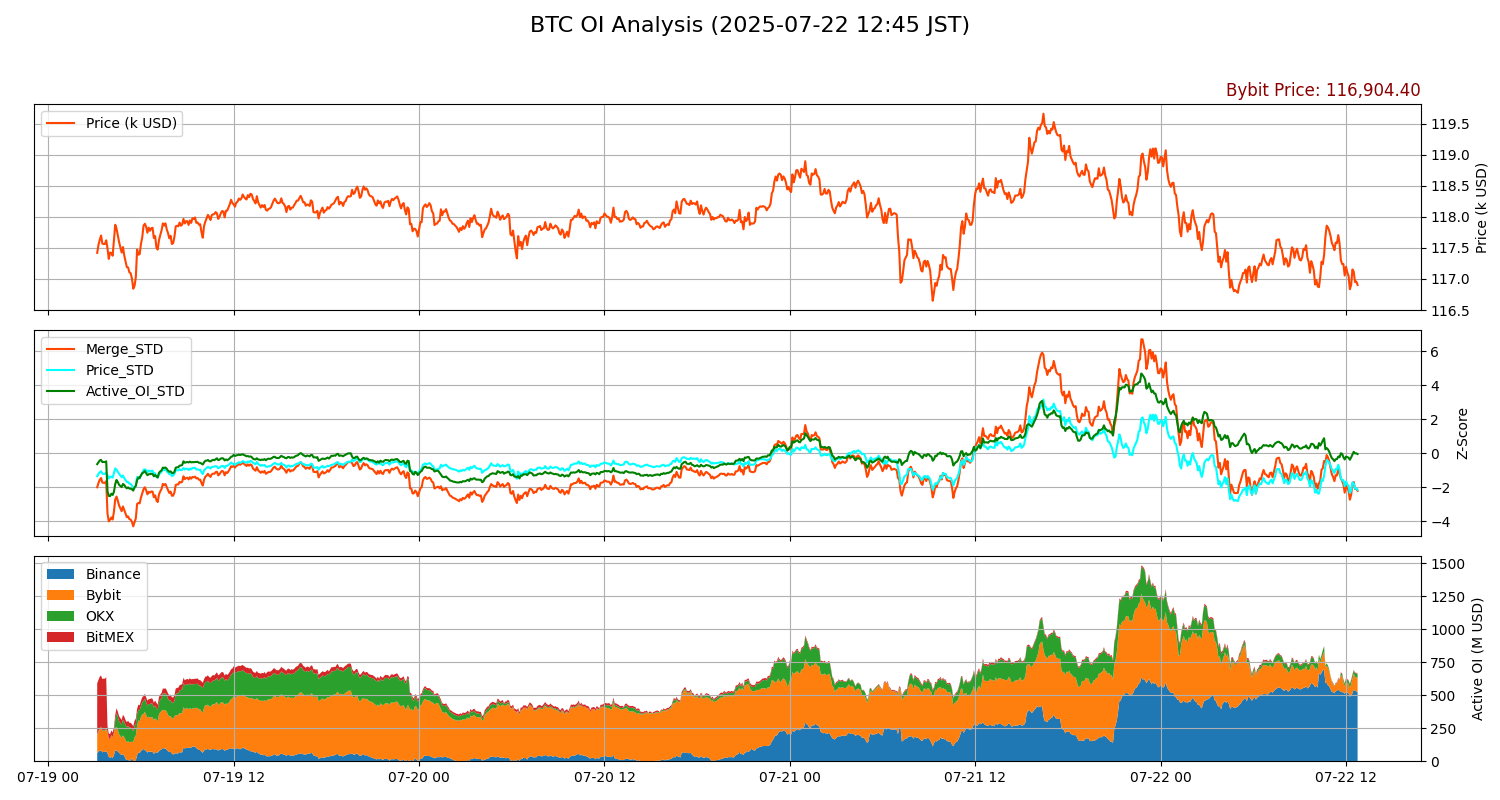 BTC OI Analysis (2025-07-22 12:45 JST)
Bybit Price: 116,904.40
Price (k USD)
119.5
119.0
118.5
118.0
117.5
117.0
116.5
Price (k USD)
Merge_STD
Price_STD
Active_OI_STD
6
4
2
0
−2
−4
Z-Score
Binance
Bybit
OKX
BitMEX
1500
1250
1000
750
500
250
0
Active OI (M USD)
07-19 00
07-19 12
07-20 00
07-20 12
07-21 00
07-21 12
07-22 00
07-22 12